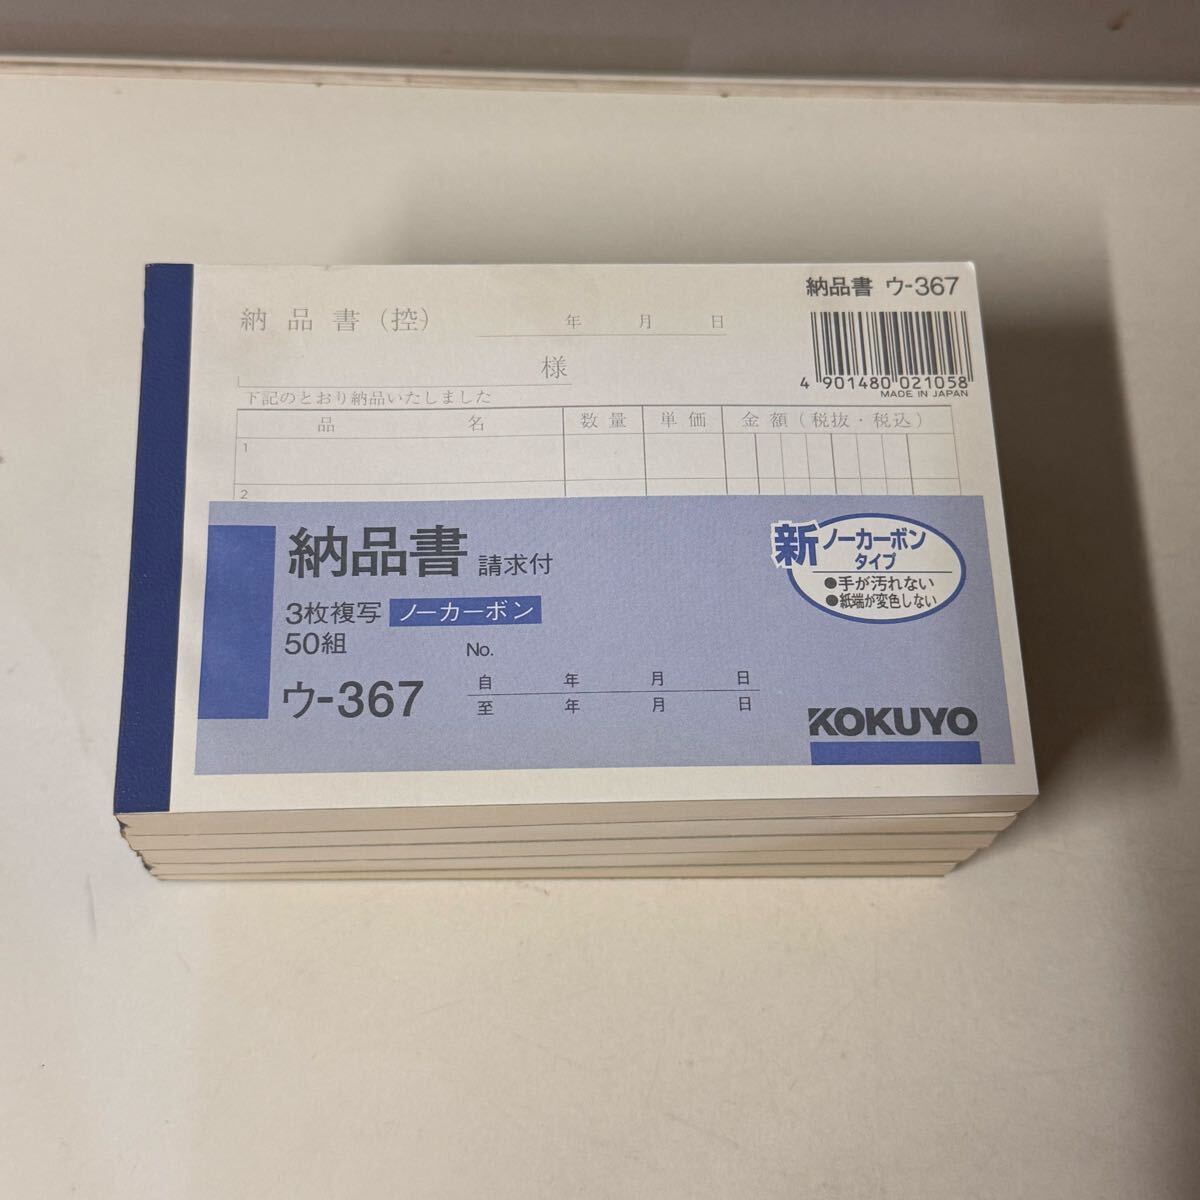 納品書 ウ-367
4 901480 021058
MADE IN JAPAN
納品書(控)
年 月 日
様
下記のとおり納品いたしました
品 名 数量 単価 金額(税抜・税込)
1
2
納品書 請求付
3枚複写 ノーカーボン
50組
ウ-367
No.
自 年 月 日
至 年 月 日
新ノーカーボン
タイプ
●手が汚れない
●紙端が変色しない
KOKUYO